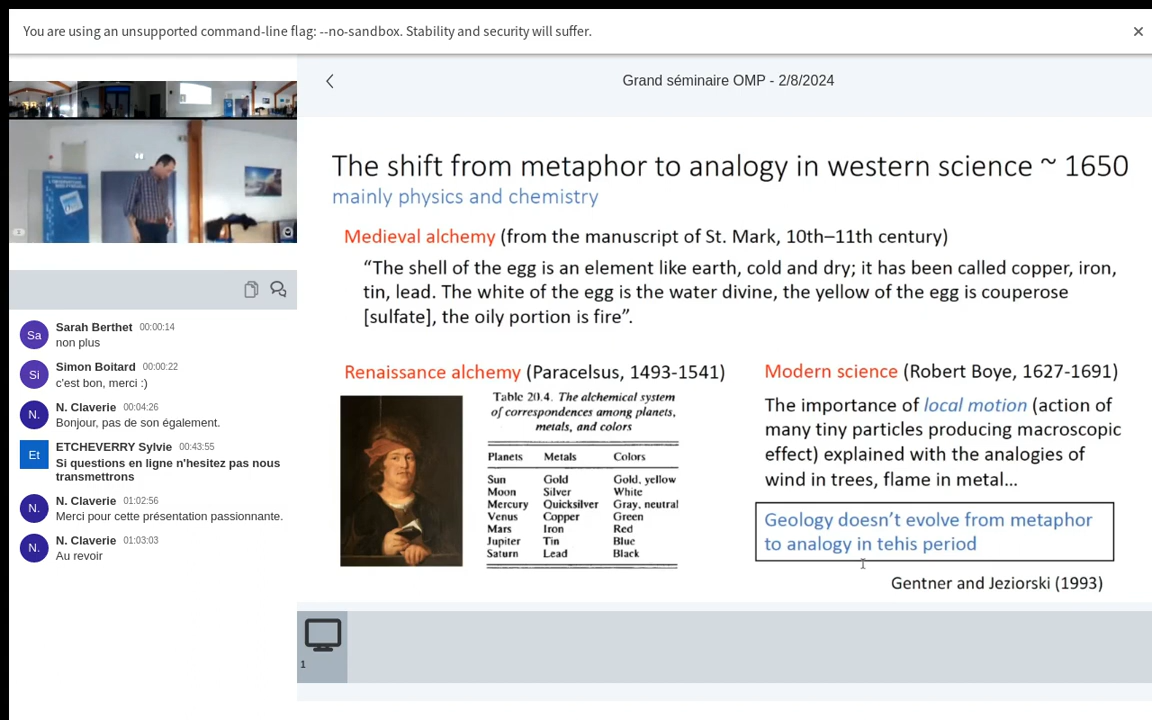 You are using an unsupported command-line flag: --no-sandbox. Stability and security will suffer.
Grand séminaire OMP - 2/8/2024
The shift from metaphor to analogy in western science ~ 1650
mainly physics and chemistry
Medieval alchemy (from the manuscript of St. Mark, 10th–11th century)
“The shell of the egg is an element like earth, cold and dry; it has been called copper, iron,
tin, lead. The white of the egg is the water divine, the yellow of the egg is couperose
[sulfate], the oily portion is fire”.
Renaissance alchemy (Paracelsus, 1493-1541)
Table 20.4. The alchemical system
of correspondences among planets,
metals, and colors
Planets Metals Colors
Sun Gold Gold, yellow
Moon Silver White
Mercury Quicksilver Gray, neutral
Venus Copper Green
Mars Iron Red
Jupiter Tin Blue
Saturn Lead Black
Modern science (Robert Boye, 1627-1691)
The importance of local motion (action of
many tiny particles producing macroscopic
effect) explained with the analogies of
wind in trees, flame in metal...
Geology doesn’t evolve from metaphor
to analogy in tehis period
Gentner and Jeziorski (1993)
Sa
Sarah Berthet 00:00:14
non plus
Si
Simon Boitard 00:00:22
c'est bon, merci :)
N.
N. Claverie 00:04:26
Bonjour, pas de son également.
Et
ETCHEVERRY Sylvie 00:43:55
Si questions en ligne n'hesitez pas nous
transmettrons
N.
N. Claverie 01:02:56
Merci pour cette présentation passionnante.
N.
N. Claverie 01:03:03
Au revoir
1